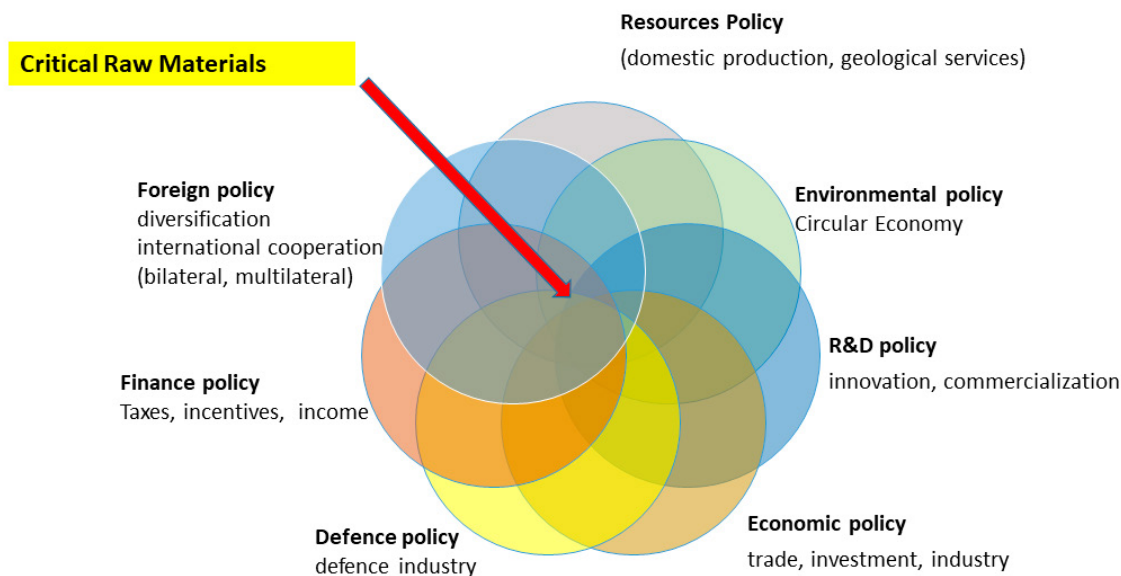 Resources Policy
(domestic production, geological services)
Critical Raw Materials
Foreign policy
diversification
international cooperation
(bilateral, multilateral)
Environmental policy
Circular Economy
R&D policy
innovation, commercialization
Finance policy
Taxes, incentives, income
Defence policy
defence industry
Economic policy
trade, investment, industry